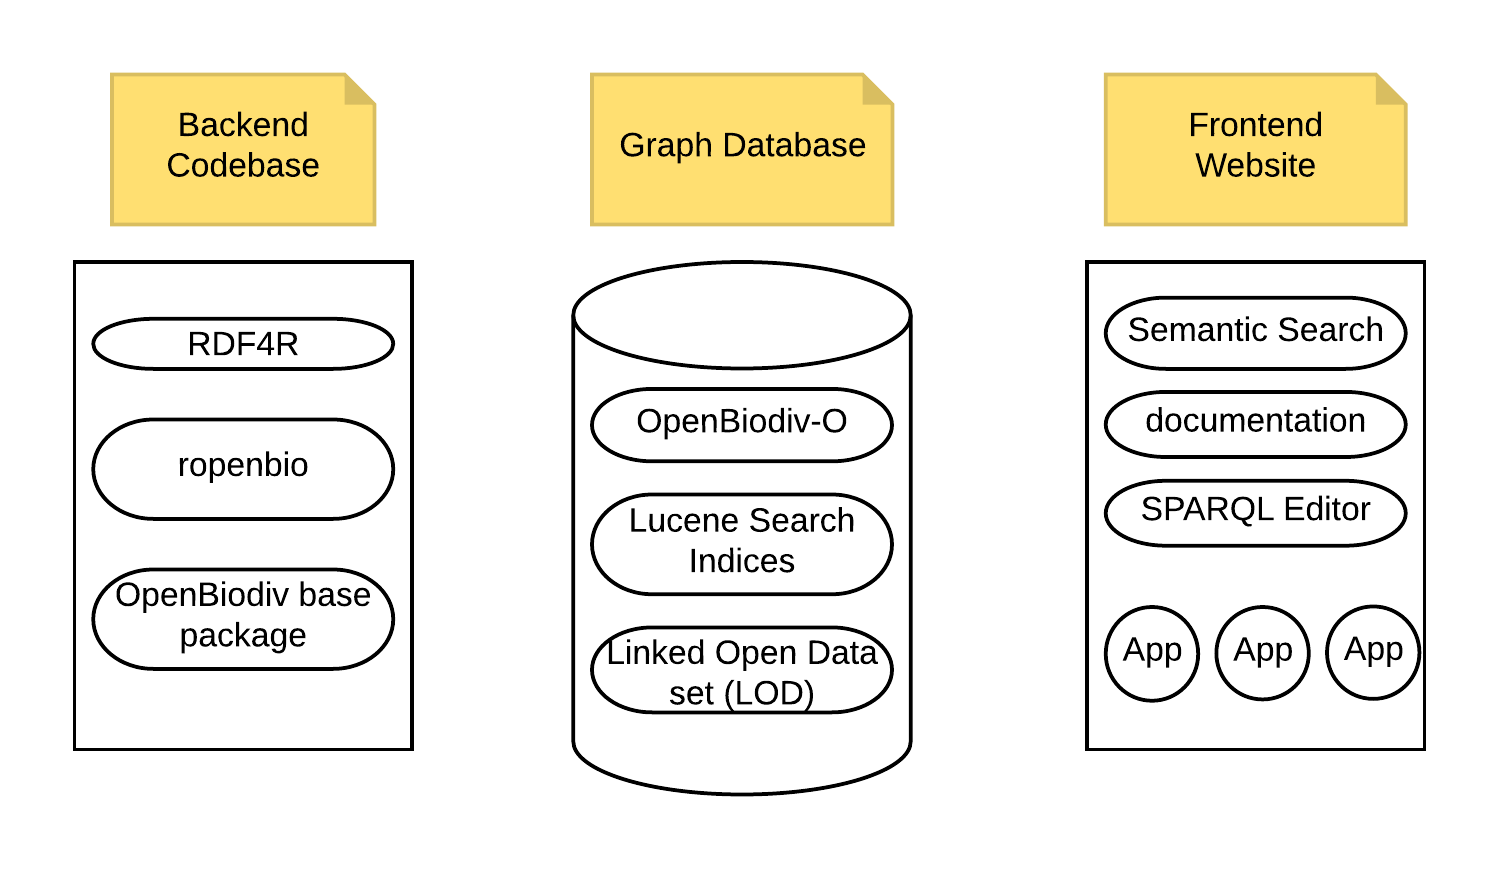 Backend
Codebase
RDF4R
ropenbio
OpenBiodiv base
package
Graph Database
OpenBiodiv-O
Lucene Search
Indices
Linked Open Data
set (LOD)
Frontend
Website
Semantic Search
documentation
SPARQL Editor
App App App